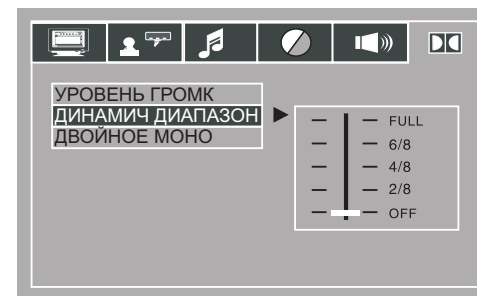 УРОВЕНЬ ГРОМК
ДИНАМИЧ ДИАПАЗОН
ДВОЙНОЕ МОНО
FULL
6/8
4/8
2/8
OFF